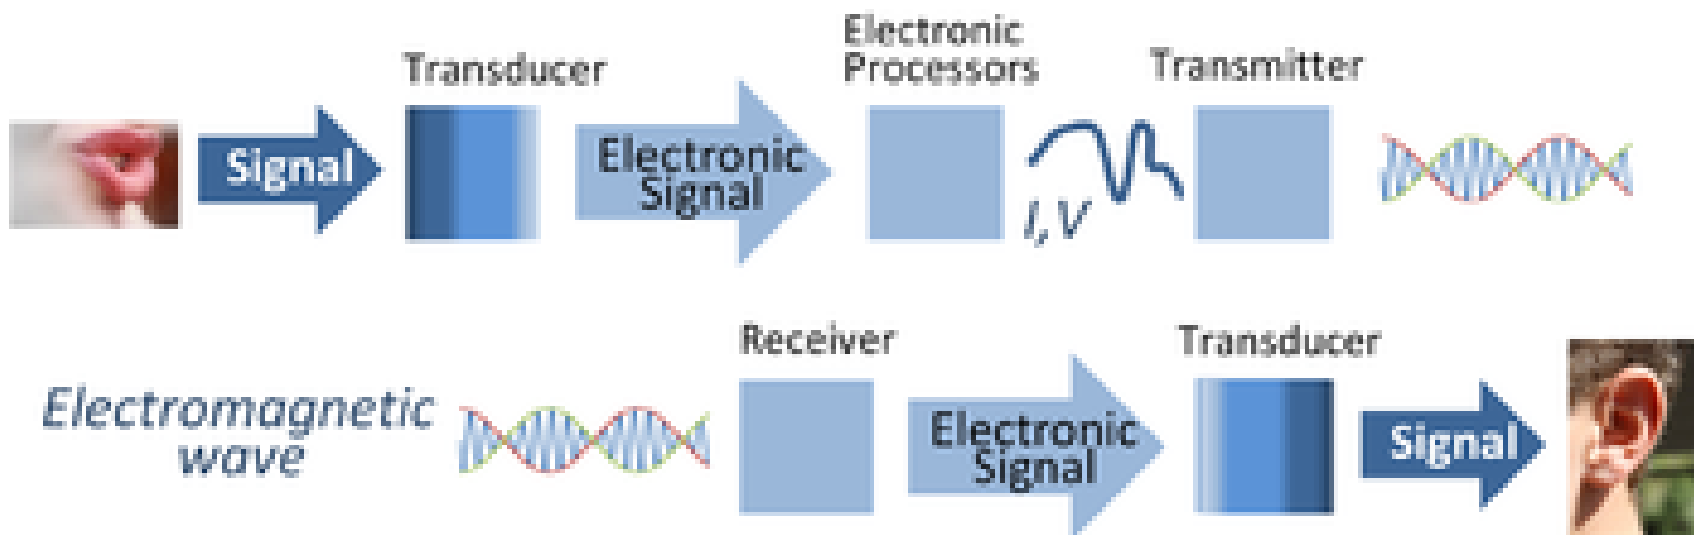 Electronic
Processors
Transducer
Transmitter
Signal
Electronic
Signal
I, V
Receiver
Transducer
Electromagnetic
wave
Electronic
Signal
Signal